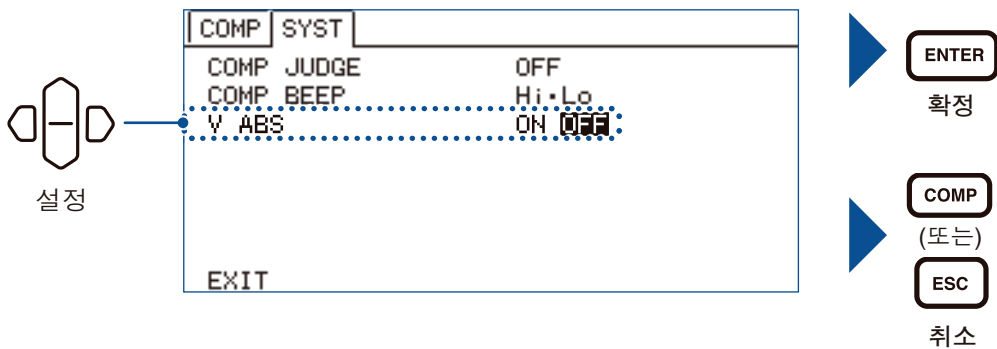 COMP SYST
COMP JUDGE OFF
COMP BEEP Hi・Lo
V ABS ON OFF
EXIT
설정
ENTER
확정
COMP
(또는)
ESC
취소